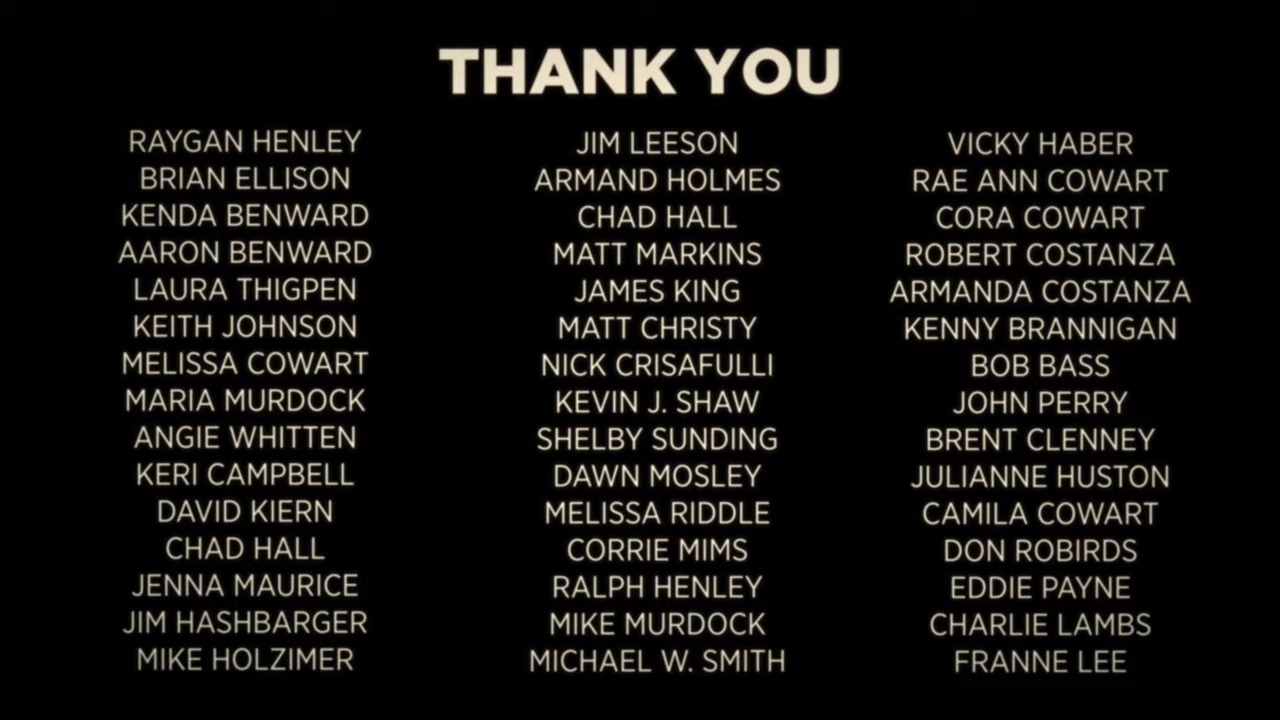 THANK YOU
RAYGAN HENLEY
BRIAN ELLISON
KENDA BENWARD
AARON BENWARD
LAURA THIGPEN
KEITH JOHNSON
MELISSA COWART
MARIA MURDOCK
ANGIE WHITTEN
KERI CAMPBELL
DAVID KIERN
CHAD HALL
JENNA MAURICE
JIM HASHBARGER
MIKE HOLZIMER
JIM LEESON
ARMAND HOLMES
CHAD HALL
MATT MARKINS
JAMES KING
MATT CHRISTY
NICK CRISAFULLI
KEVIN J. SHAW
SHELBY SUNDING
DAWN MOSLEY
MELISSA RIDDLE
CORRIE MIMS
RALPH HENLEY
MIKE MURDOCK
MICHAEL W. SMITH
VICKY HABER
RAE ANN COWART
CORA COWART
ROBERT COSTANZA
ARMANDA COSTANZA
KENNY BRANNIGAN
BOB BASS
JOHN PERRY
BRENT CLENNEY
JULIANNE HUSTON
CAMILA COWART
DON ROBIRDS
EDDIE PAYNE
CHARLIE LAMBS
FRANNE LEE